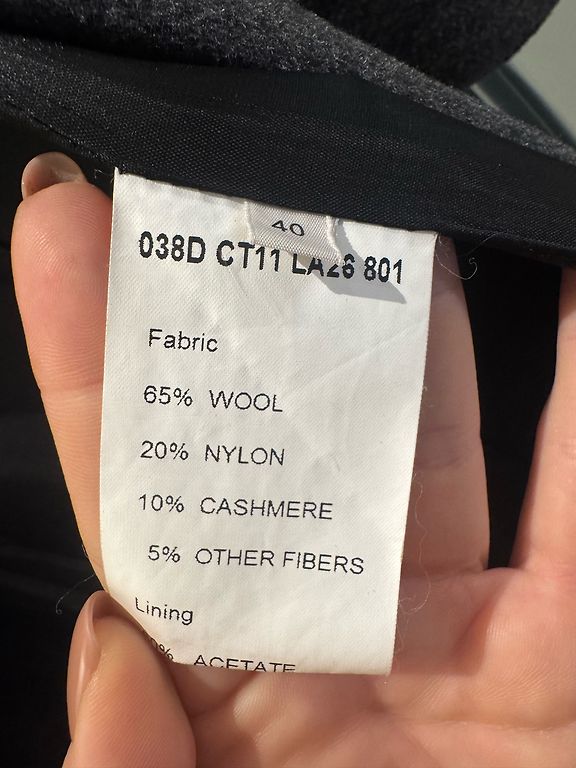 40
038D CT11 LA26 801
Fabric
65% WOOL
20% NYLON
10% CASHMERE
5% OTHER FIBERS
Lining
ACETATE